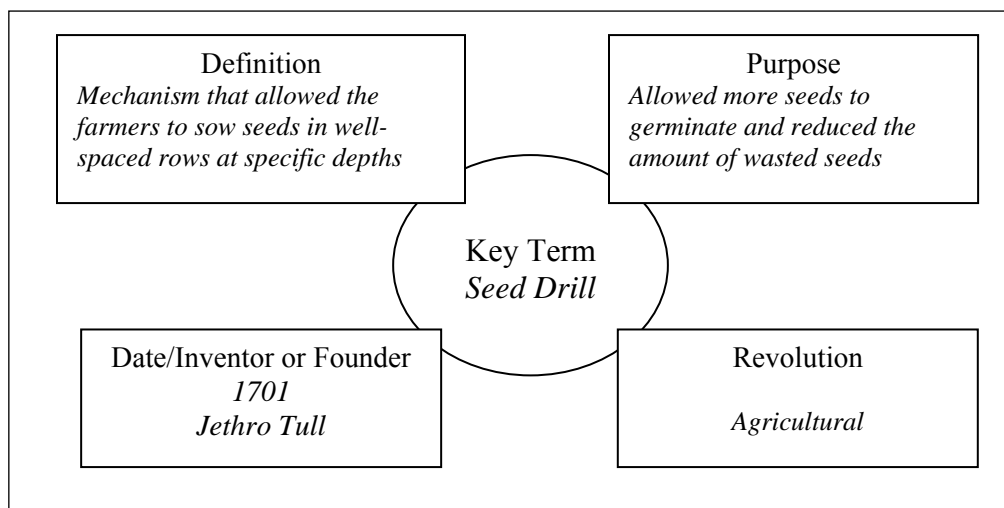 Definition
Mechanism that allowed the
farmers to sow seeds in well-
spaced rows at specific depths
Purpose
Allowed more seeds to
germinate and reduced the
amount of wasted seeds
Key Term
Seed Drill
Date/Inventor or Founder
1701
Jethro Tull
Revolution
Agricultural